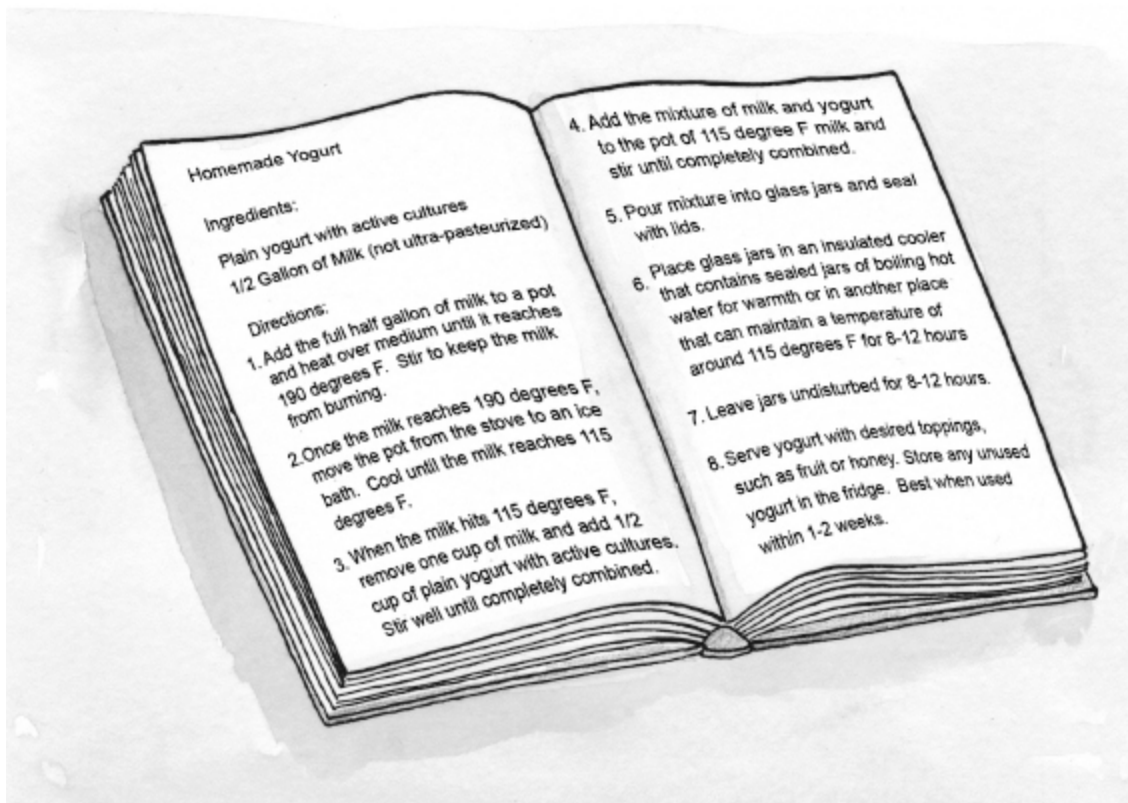 Homemade Yogurt
Ingredients:
Plain yogurt with active cultures
1/2 Gallon of Milk (not ultra-pasteurized)
Directions:
1. Add the full half gallon of milk to a pot
and heat over medium until it reaches
190 degrees F. Stir to keep the milk
from burning.
2.Once the milk reaches 190 degrees F,
move the pot from the stove to an ice
bath. Cool until the milk reaches 115
degrees F.
3. When the milk hits 115 degrees F,
remove one cup of milk and add 1/2
cup of plain yogurt with active cultures.
Stir well until completely combined.
4. Add the mixture of milk and yogurt
to the pot of 115 degree F milk and
stir until completely combined.
5. Pour mixture into glass jars and seal
with lids.
6. Place glass jars in an insulated cooler
that contains sealed jars of boiling hot
water for warmth or in another place
that can maintain a temperature of
around 115 degrees F for 8-12 hours
7. Leave jars undisturbed for 8-12 hours.
8. Serve yogurt with desired toppings,
such as fruit or honey. Store any unused
yogurt in the fridge. Best when used
within 1-2 weeks.